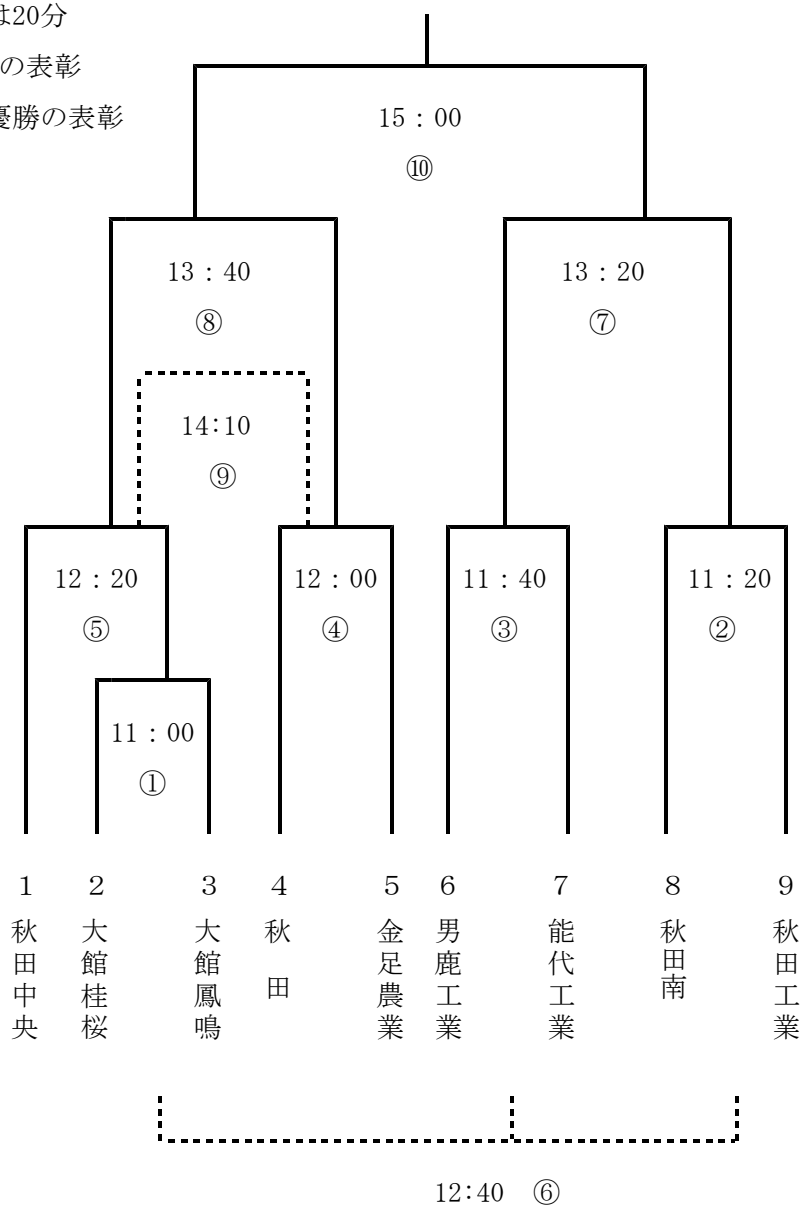 は20分
の表彰
優勝の表彰
15：00
⑩
13：40
13：20
⑧
⑦
14:10
⑨
12：20
12：00
11：40
11：20
⑤
④
③
②
11：00
①
1 2 3 4 5 6 7 8 9
秋田中央
大館桂桜
大館鳳鳴
秋田
金足農業
男鹿工業
能代工業
秋田南
秋田工業
12:40 ⑥